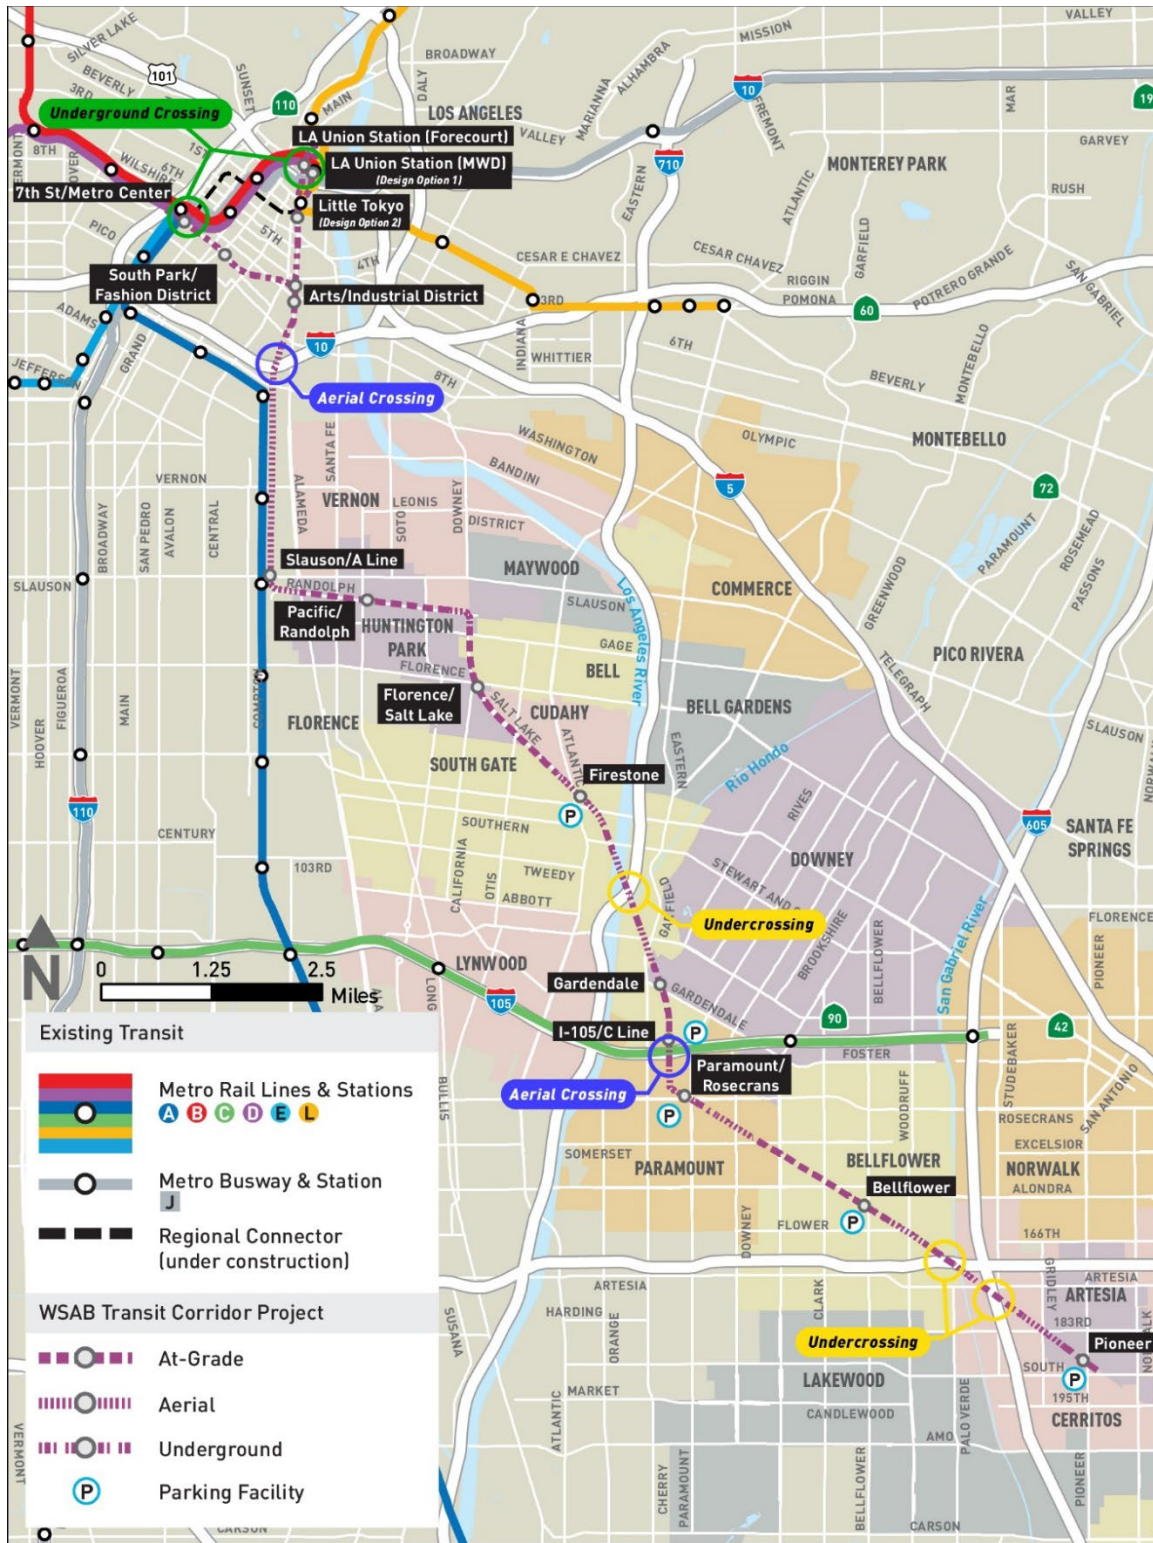 VALLEY
MISSION
SILVER LAKE
BROADWAY
ALHAMBRA
BEVERLY
101
SUNSET
DALY
MARIANNA
3RD
10
FREMONT
MAR
19
110
MAIN
LOS ANGELES
Underground Crossing
VALLEY
GARVEY
LA Union Station (Forecourt)
VERMONT
8TH
HOOVER
1ST
6TH
WILSHIRE
LA Union Station (MWD)
(Design Option 1)
710
MONTEREY PARK
EASTERN
ATLANTIC
RUSH
7th St/Metro Center
Little Tokyo
(Design Option 2)
GARFIELD
PICO
5TH
4TH
CESAR E CHAVEZ
CESAR CHAVEZ
RIGGIN
POTRERO GRANDE
SAN GABRIEL
South Park/
Fashion District
Arts/Industrial District
3RD
POMONA
60
ADAMS
GRAND
10
INDIANA
WHITTIER
6TH
MONTEBELLO
JEFFERSON
8TH
BEVERLY
Aerial Crossing
WASHINGTON
OLYMPIC
MONTEBELLO
SANTA FE
BANDINI
VERNON
ALAMEDA
VERNON
LEONIS
SOTO
DOWNEY
DISTRICT
5
72
BROADWAY
SAN PEDRO
AVALON
CENTRAL
PARAMOUNT
ROSEMEAD
PASSONS
Slauson/A Line
MAYWOOD
SLAUSON
RANDOLPH
COMMERCE
GREENWOOD
Pacific/
Randolph
HUNTINGTON
PARK
SLAUSON
Los Angeles River
GAGE
PICO RIVERA
TELEGRAPH
FLORENCE
BELL
VERMONT
HOOVER
FIGUEROA
MAIN
COMPTON
Florence/
Salt Lake
SALT LAKE
CUDAHY
BELL GARDENS
FLORENCE
SLAUSON
NORWALK
ATLANTIC
EASTERN
SOUTH GATE
Firestone
Rio Hondo
110
P
RIVES
605
CENTURY
SOUTHERN
SANTA FE
SPRINGS
103RD
CALIFORNIA
OTIS
TWEEDY
ABBOTT
DOWNEY
STEWART AND
GARFIELD
Undercrossing
BROOKSHIRE
BELLFLOWER
San Gabriel River
FLORENCE
PIONEER
N
0 1.25 2.5
Miles
LYNWOOD
LONG
Gardendale
GARDENDALE
105
I-105/C Line
P
90
42
FOSTER
Paramount/
Rosecrans
Aerial Crossing
P
BULLIS
WOODRUFF
STUDEBAKER
SAN ANTONIO
ROSECRANS
EXCELSIOR
SOMERSET
PARAMOUNT
BELLFLOWER
NORWALK
Bellflower
ALONDRA
P
FLOWER
DOWNEY
166TH
ARTESIA
GRIDLEY
ARTESIA
ARTESIA
SUSANA
HARDING
ORANGE
CLARK
183RD
Undercrossing
Pioneer
SOUTH
P
ATLANTIC
MARKET
LAKEWOOD
CANDLEWOOD
PALO VERDE
195TH
CERRITOS
AMO
CHERRY
PARAMOUNT
BELLFLOWER
PIONEER
VERMONT
CARSON
CARSON
Existing Transit
Metro Rail Lines & Stations
A B C D E L
Metro Busway & Station
J
Regional Connector
(under construction)
WSAB Transit Corridor Project
At-Grade
Aerial
Underground
P Parking Facility